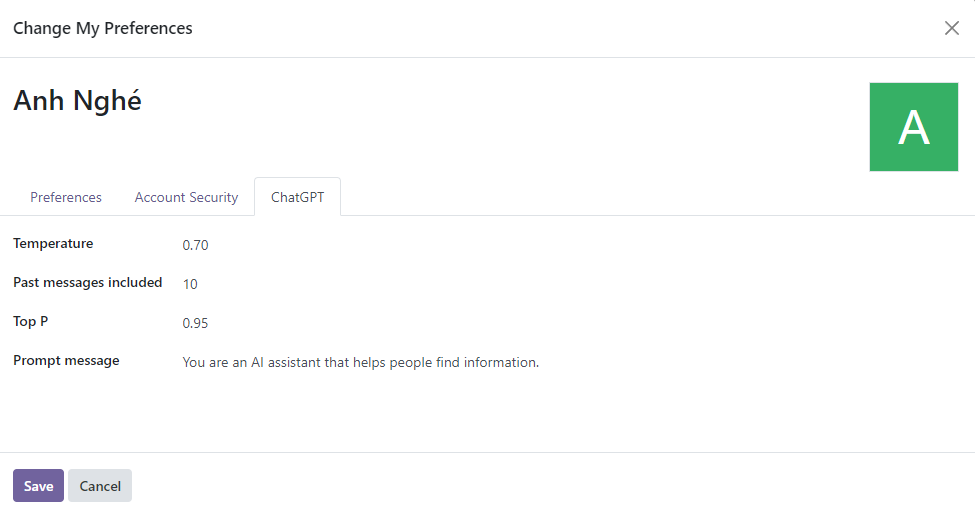 Change My Preferences
Anh Nghé
A
Preferences Account Security ChatGPT
Temperature 0.70
Past messages included 10
Top P 0.95
Prompt message You are an AI assistant that helps people find information.
Save Cancel